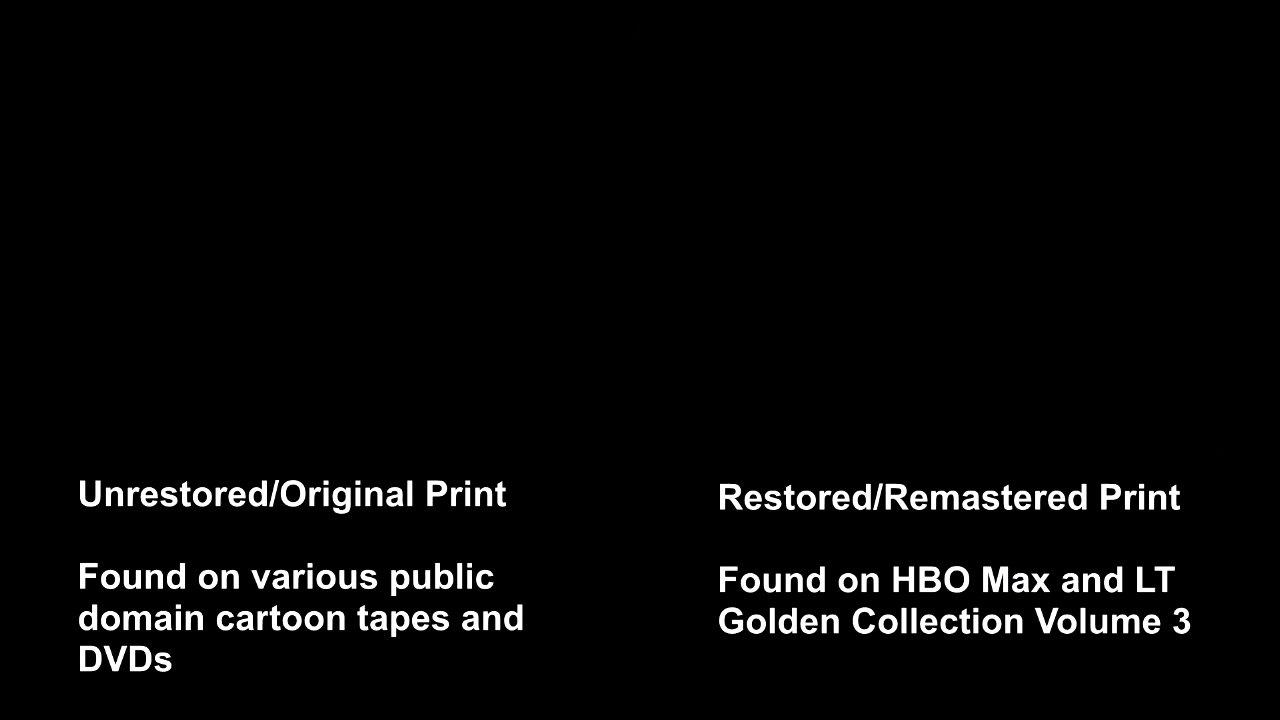 Unrestored/Original Print
Found on various public
domain cartoon tapes and
DVDs
Restored/Remastered Print
Found on HBO Max and LT
Golden Collection Volume 3